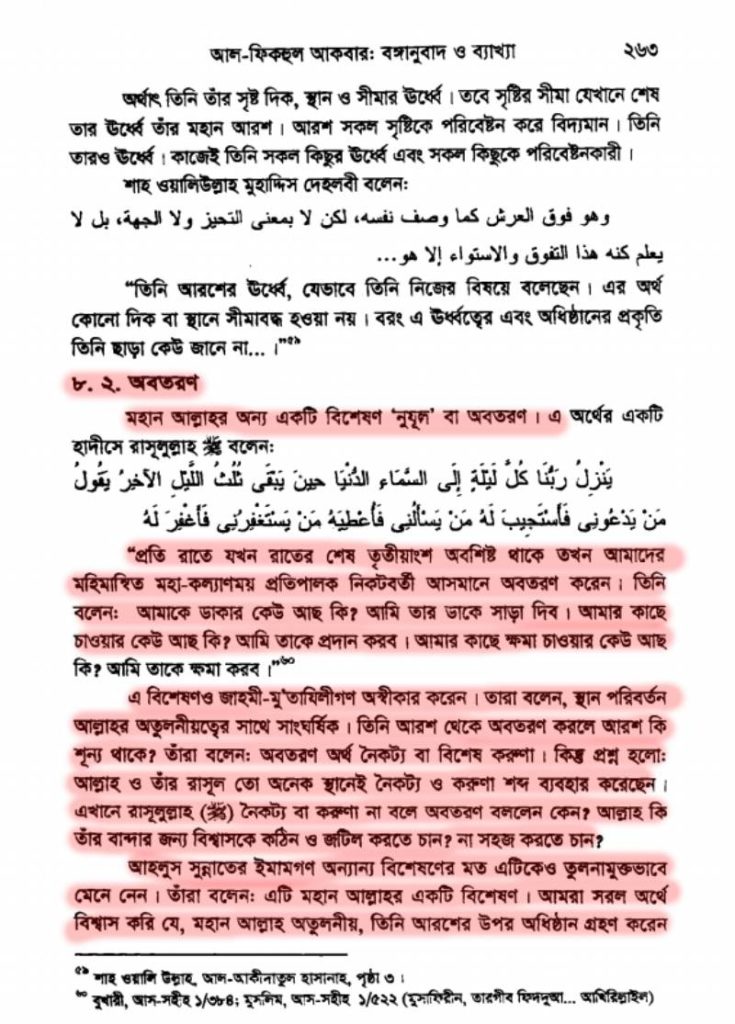 আল-ফিকহুল আকবার: বঙ্গানুবাদ ও ব্যাখ্যা ২৬৩
অর্থাৎ তিনি তাঁর সৃষ্ট দিক, স্থান ও সীমার ঊর্ধ্বে। তবে সৃষ্টির সীমা যেখানে শেষ
তার ঊর্ধ্বে তাঁর মহান আরশ। আরশ সকল সৃষ্টিকে পরিবেষ্টন করে বিদ্যমান। তিনি
তারও ঊর্ধ্বে। কাজেই তিনি সকল কিছুর ঊর্ধ্বে এবং সকল কিছুকে পরিবেষ্টনকারী।
শাহ ওয়ালিউল্লাহ মুহাদ্দিস দেহলবী বলেন:
وهو فوق العرش كما وصف نفسه، لكن لا بمعنى التحيز ولا الجهة، بل لا
يعلم كنه هذا التفوق والاستواء إلا هو...
“তিনি আরশের ঊর্ধ্বে, যেভাবে তিনি নিজের বিষয়ে বলেছেন। এর অর্থ
কোনো দিক বা স্থানে সীমাবদ্ধ হওয়া নয়। বরং এ ঊর্ধ্বত্বের এবং অধিষ্ঠানের প্রকৃতি
তিনি ছাড়া কেউ জানে না...।”৫৯
৮. ২. অবতরণ
মহান আল্লাহর অন্য একটি বিশেষণ ‘নুযূল’ বা অবতরণ। এ অর্থের একটি
হাদীসে রাসূলুল্লাহ ﷺ বলেন:
يَنْزِلُ رَبُّنَا كُلَّ لَيْلَةٍ إِلَى السَّمَاءِ الدُّنْيَا حِينَ يَبْقَى ثُلُثُ اللَّيْلِ الآخِرُ يَقُولُ
مَنْ يَدْعُونِى فَأَسْتَجِيبَ لَهُ مَنْ يَسْأَلُنِى فَأُعْطِيَهُ مَنْ يَسْتَغْفِرُنِى فَأَغْفِرَ لَهُ
“প্রতি রাতে যখন রাতের শেষ তৃতীয়াংশ অবশিষ্ট থাকে তখন আমাদের
মহিমান্বিত মহা-কল্যাণময় প্রতিপালক নিকটবর্তী আসমানে অবতরণ করেন। তিনি
বলেন: আমাকে ডাকার কেউ আছ কি? আমি তার ডাকে সাড়া দিব। আমার কাছে
চাওয়ার কেউ আছ কি? আমি তাকে প্রদান করব। আমার কাছে ক্ষমা চাওয়ার কেউ আছ
কি? আমি তাকে ক্ষমা করব।”৬০
এ বিশেষণও জাহমী-মু'তাযিলীগণ অস্বীকার করেন। তারা বলেন, স্থান পরিবর্তন
আল্লাহর অতুলনীয়ত্বের সাথে সাংঘর্ষিক। তিনি আরশ থেকে অবতরণ করলে আরশ কি
শূন্য থাকে? তাঁরা বলেন: অবতরণ অর্থ নৈকট্য বা বিশেষ করুণা। কিন্তু প্রশ্ন হলো:
আল্লাহ ও তাঁর রাসূল তো অনেক স্থানেই নৈকট্য ও করুণা শব্দ ব্যবহার করেছেন।
এখানে রাসূলুল্লাহ (ﷺ) নৈকট্য বা করুণা না বলে অবতরণ বললেন কেন? আল্লাহ কি
তাঁর বান্দার জন্য বিশ্বাসকে কঠিন ও জটিল করতে চান? না সহজ করতে চান?
আহলুস সুন্নাতের ইমামগণ অন্যান্য বিশেষণের মত এটিকেও তুলনামুক্তভাবে
মেনে নেন। তাঁরা বলেন: এটি মহান আল্লাহর একটি বিশেষণ। আমরা সরল অর্থে
বিশ্বাস করি যে, মহান আল্লাহ অতুলনীয়, তিনি আরশের উপর অধিষ্ঠান গ্রহণ করেন
৫৯ শাহ ওয়ালি উল্লাহ, আল-আকীদাতুল হাসানাহ, পৃষ্ঠা ৩।
৬০ বুখারী, আস-সহীহ ১/৩৮৪; মুসলিম, আস-সহীহ ১/৫২২ (মুসাফিরীন, তারগীব ফিদদুআ... আখিরিল্লাইল)